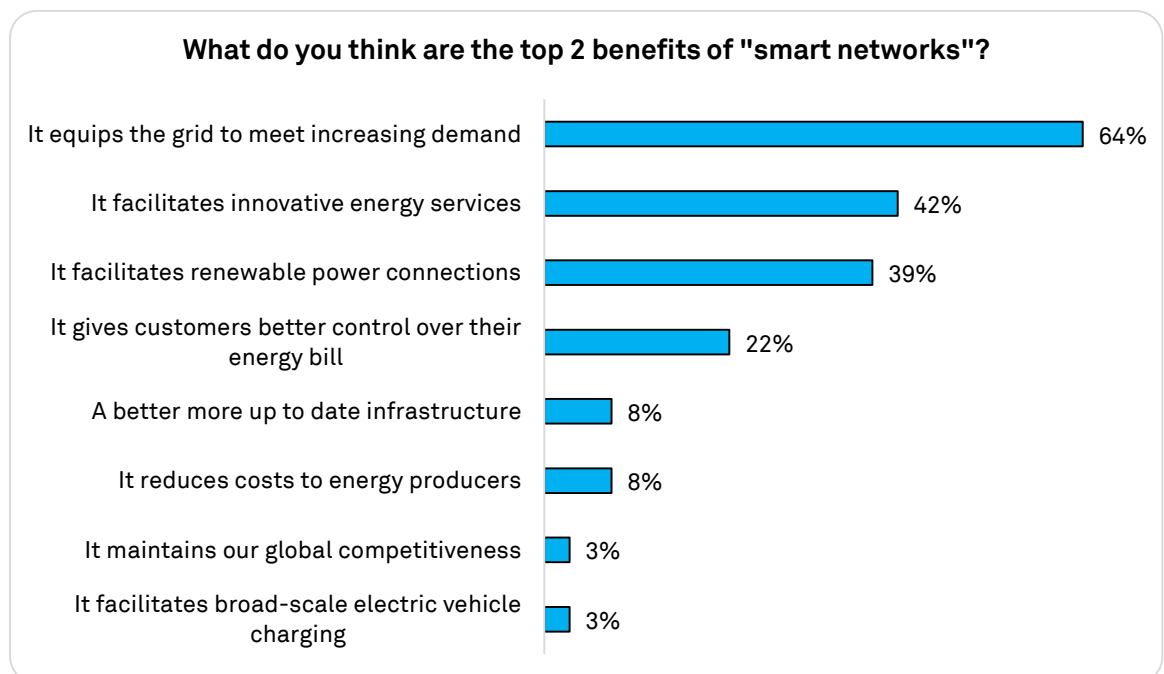 What do you think are the top 2 benefits of "smart networks"?
It equips the grid to meet increasing demand
64%
It facilitates innovative energy services
42%
It facilitates renewable power connections
39%
It gives customers better control over their
energy bill
22%
A better more up to date infrastructure
8%
It reduces costs to energy producers
8%
It maintains our global competitiveness
3%
It facilitates broad-scale electric vehicle
charging
3%